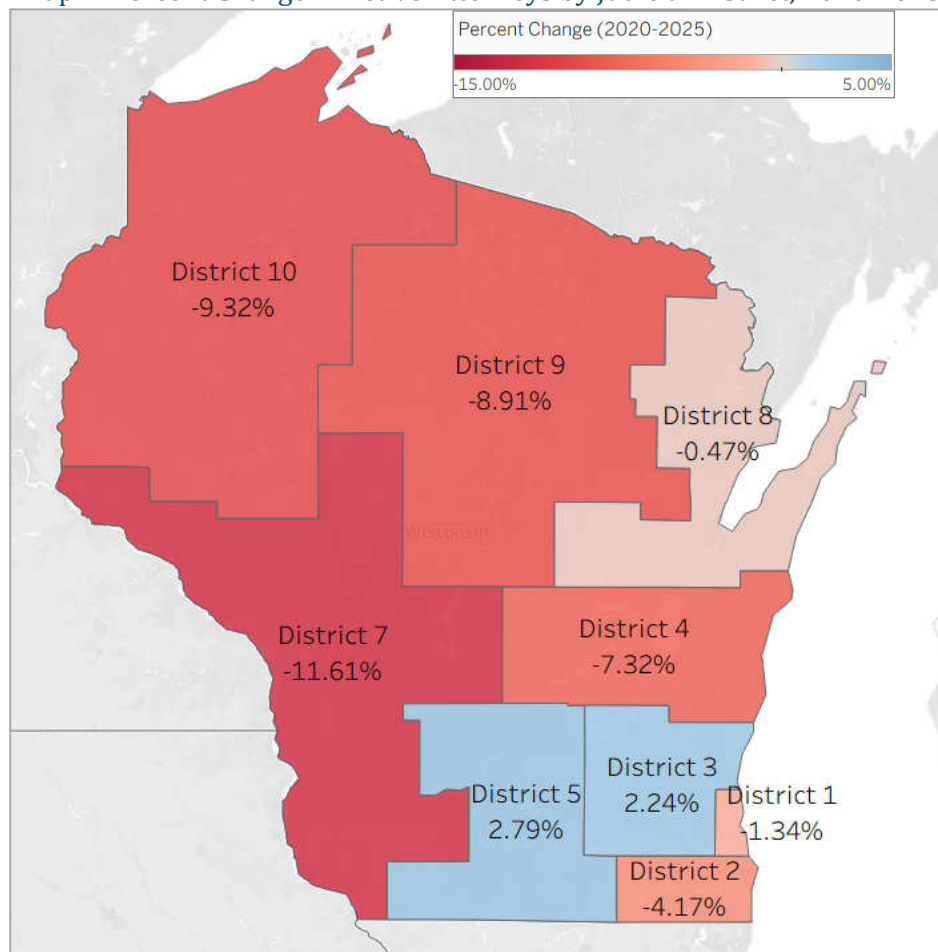 Percent Change (2020-2025)
-15.00%
5.00%
District 10
-9.32%
District 9
-8.91%
District 8
-0.47%
Wisconsin
District 4
-7.32%
District 7
-11.61%
District 3
2.24%
District 5
2.79%
District 1
-1.34%
District 2
-4.17%